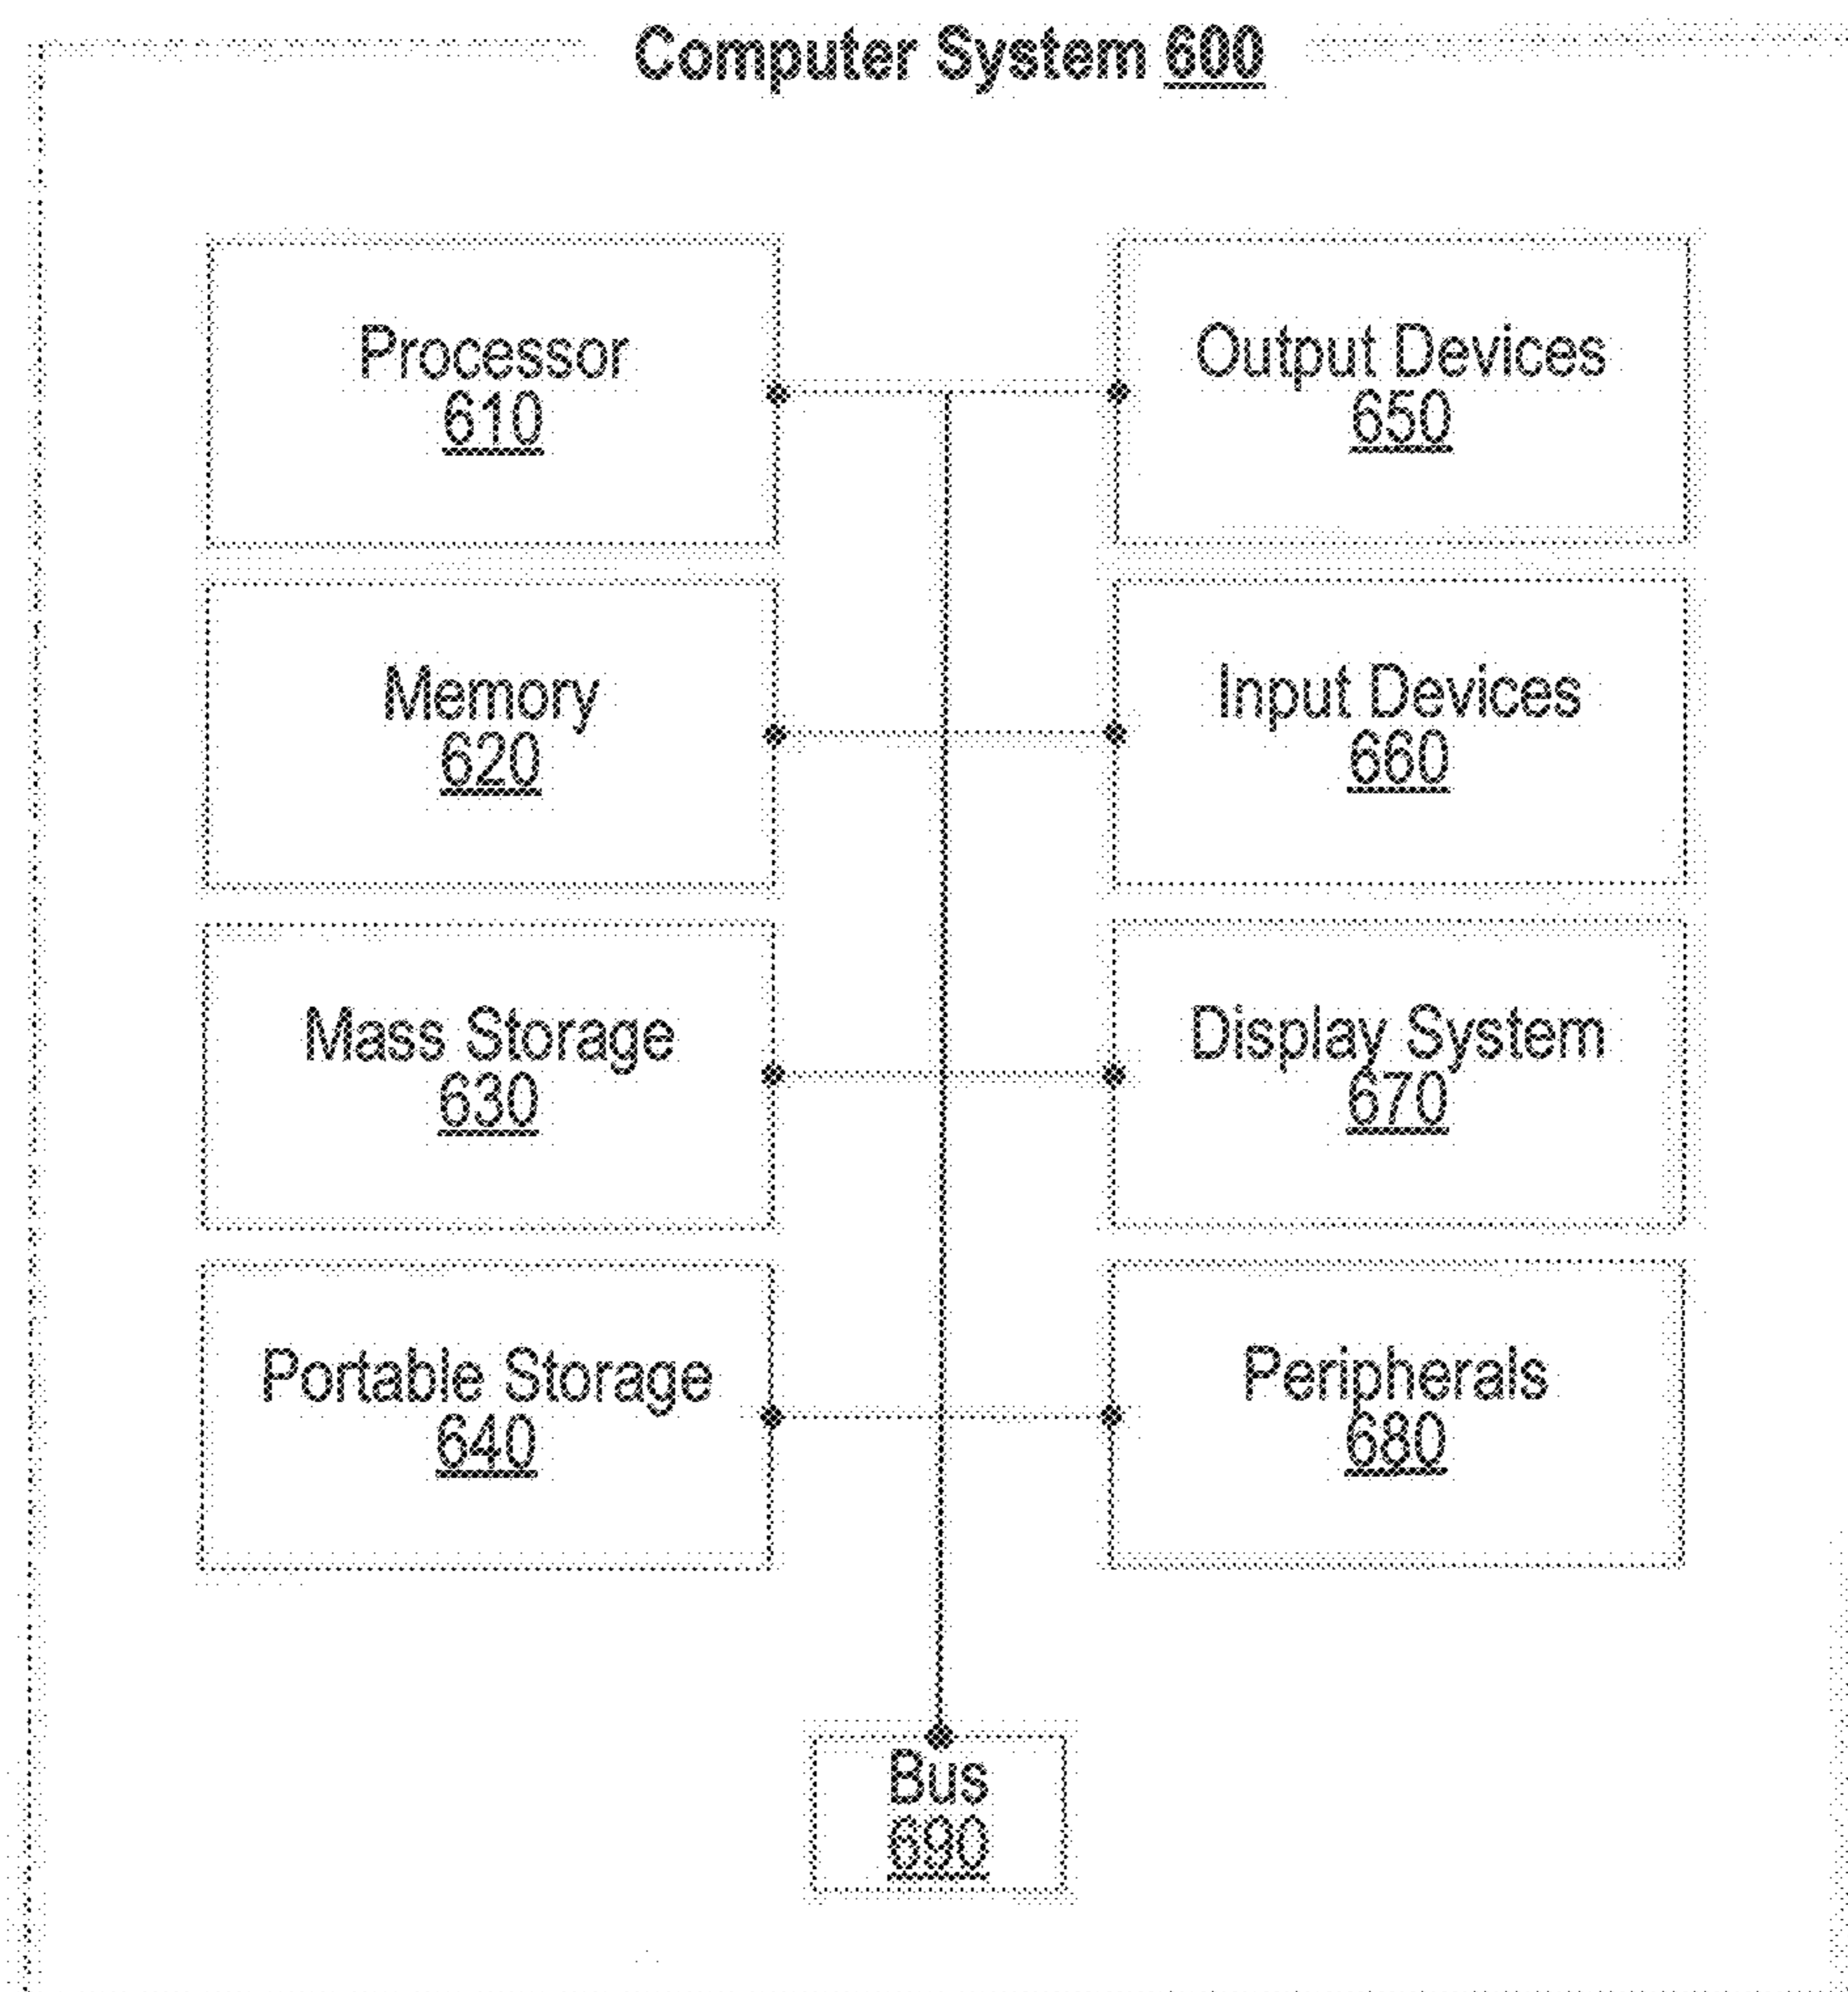 Computer System 600
Processor
610
Output Devices
650
Memory
620
Input Devices
660
Mass Storage
630
Display System
670
Portable Storage
640
Peripherals
680
Bus
690